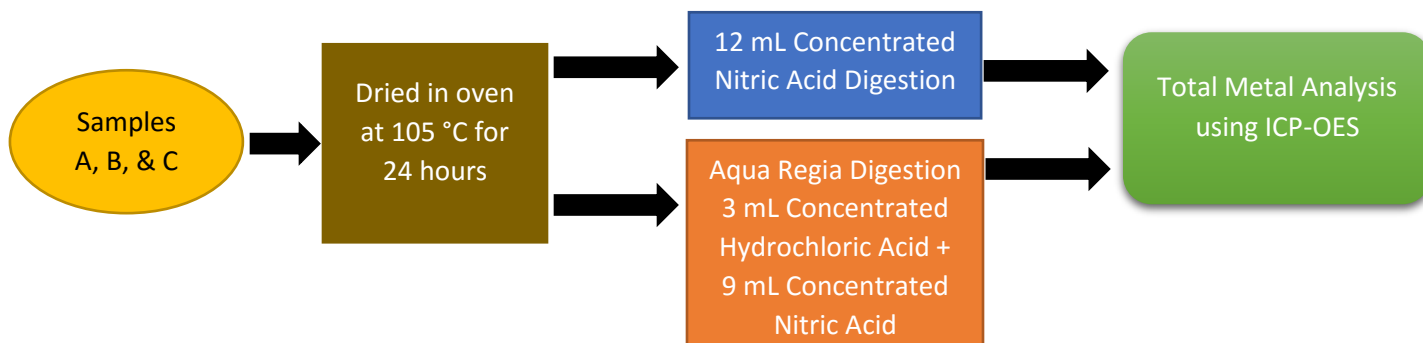 Samples
A, B, & C
Dried in oven
at 105 °C for
24 hours
12 mL Concentrated
Nitric Acid Digestion
Aqua Regia Digestion
3 mL Concentrated
Hydrochloric Acid +
9 mL Concentrated
Nitric Acid
Total Metal Analysis
using ICP-OES